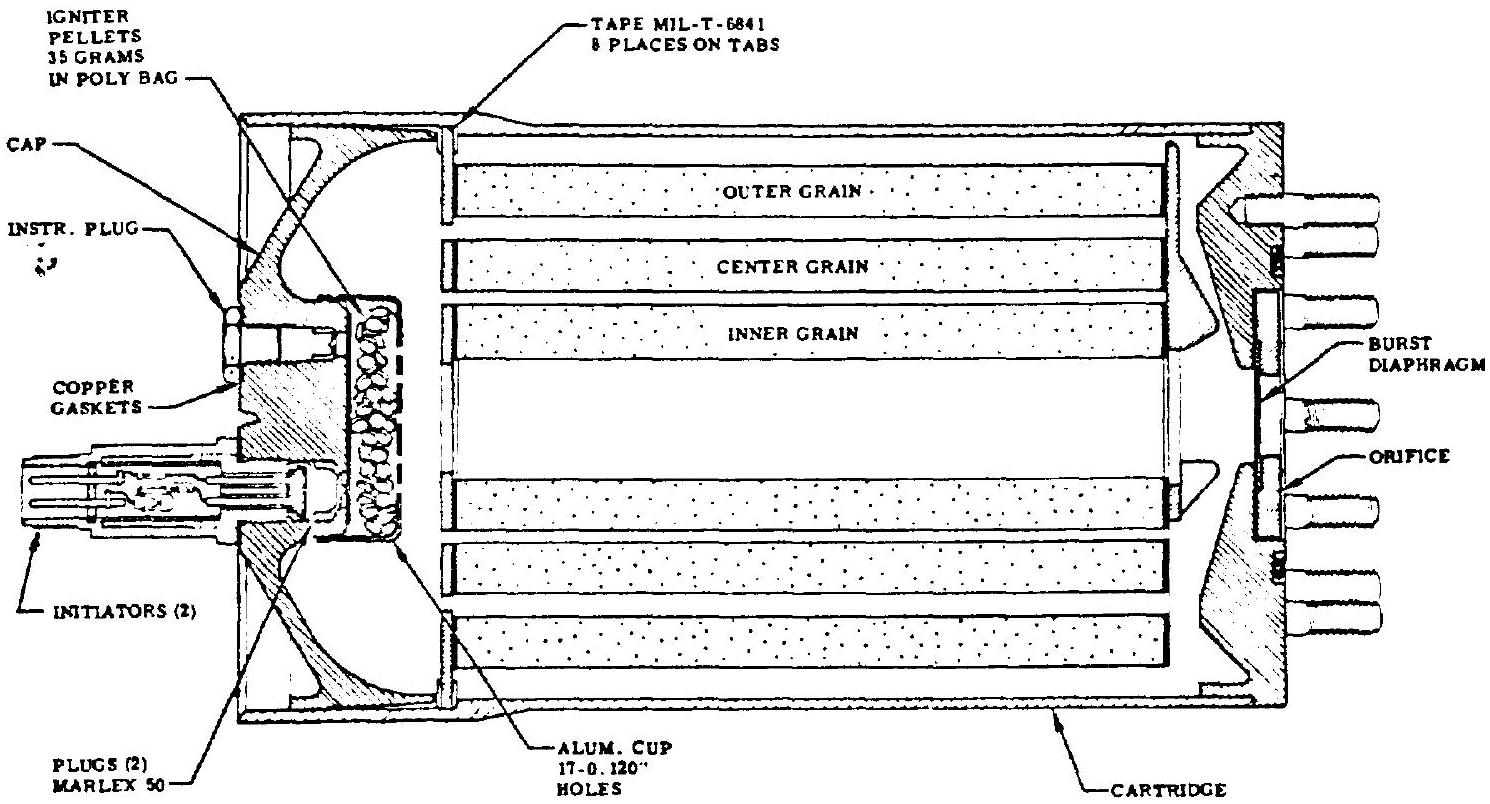 IGNITER
PELLETS
35 GRAMS
IN POLY BAG
TAPE MIL-T-6841
8 PLACES ON TABS
CAP
OUTER GRAIN
INSTR. PLUG
CENTER GRAIN
INNER GRAIN
BURST
DIAPHRAGM
COPPER
GASKETS
ORIFICE
INITIATORS (2)
ALUM. CUP
17-0.120"
HOLES
PLUGS (2)
MARLEX 50
CARTRIDGE